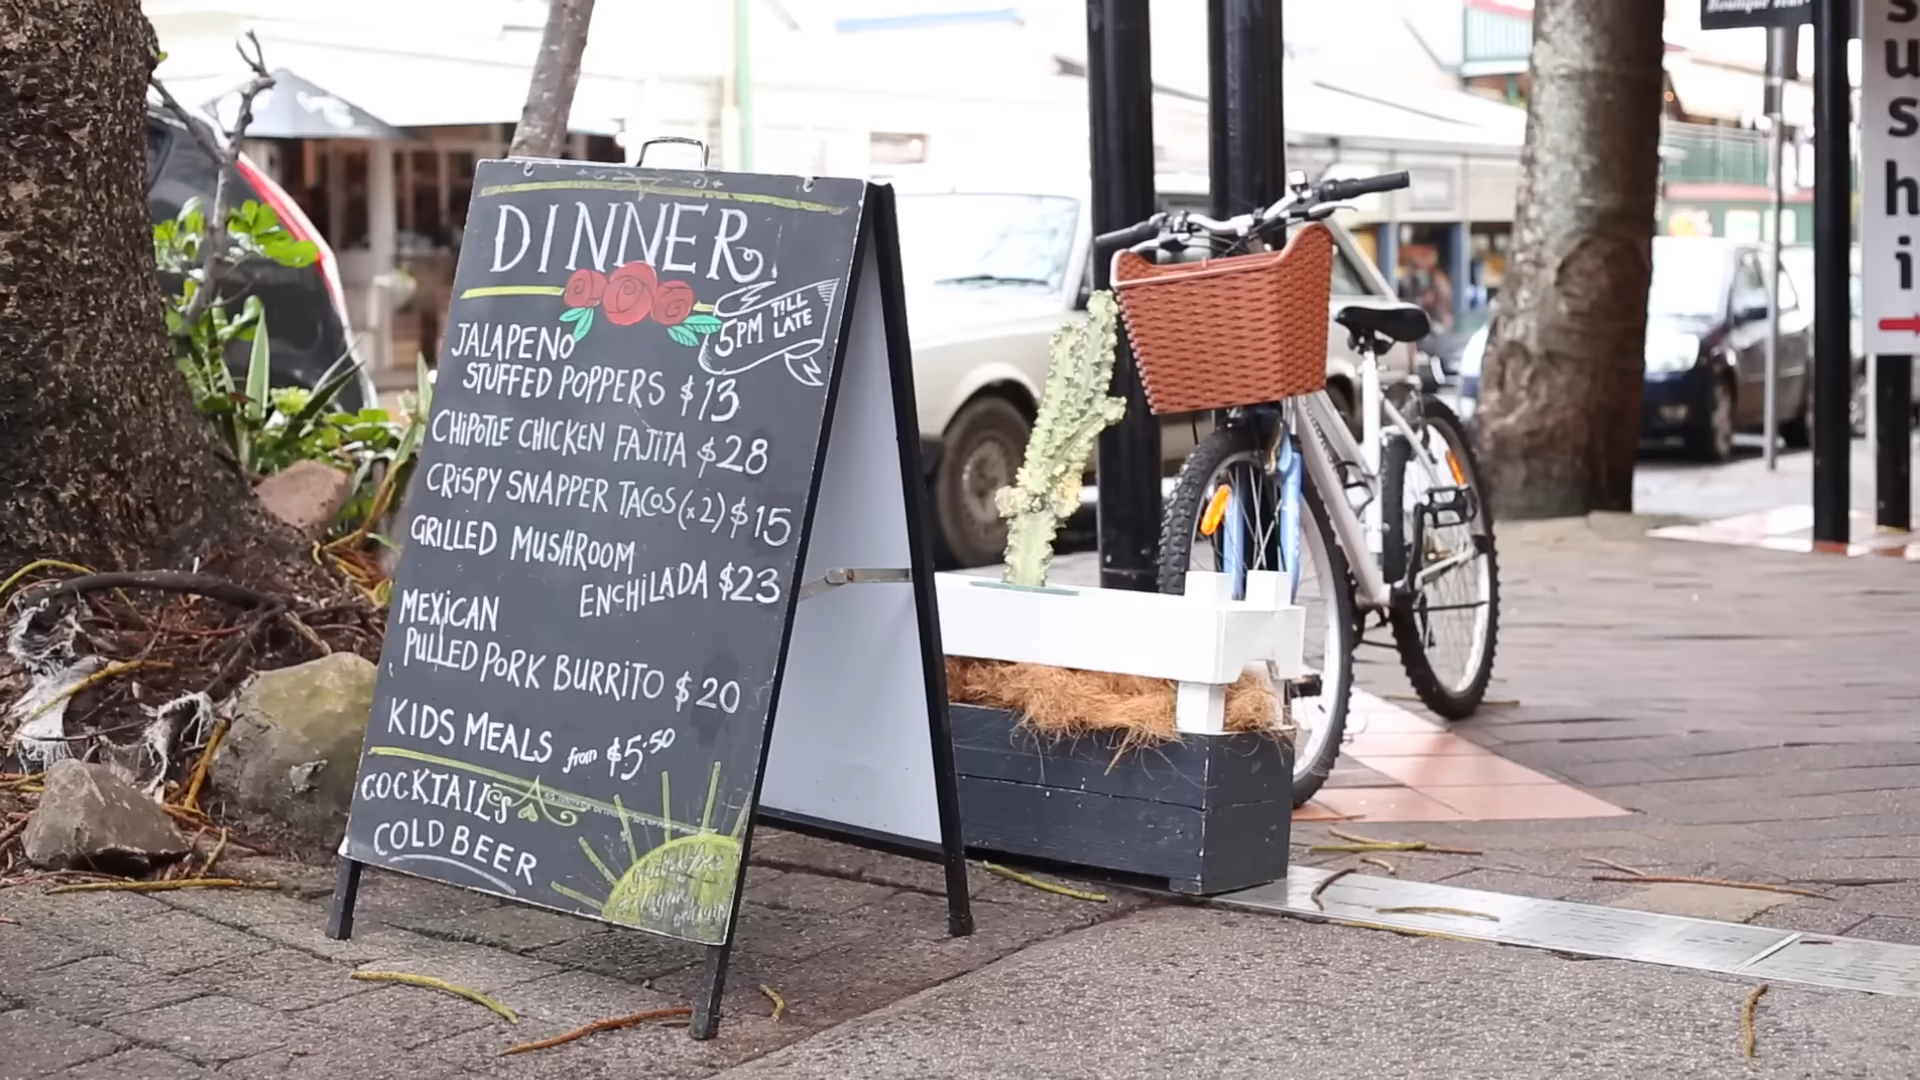 DINNER
5PM TILL
LATE
JALAPENO
STUFFED POPPERS $13
CHIPOTLE CHICKEN FAJITA $28
CRISPY SNAPPER TACOS (x2) $15
GRILLED MUSHROOM
ENCHILADA $23
MEXICAN
PULLED PORK BURRITO $20
KIDS MEALS from $5.50
COCKTAILS
COLD BEER
sushi